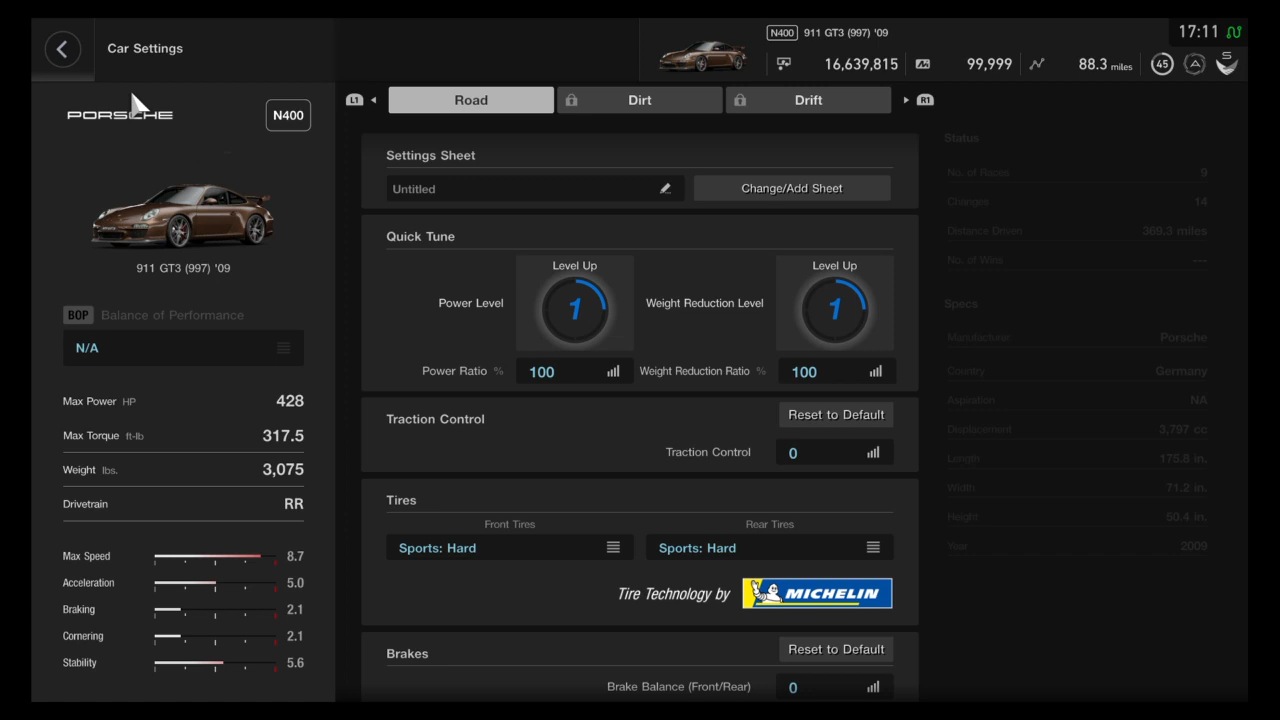 Car Settings
N400 911 GT3 (997) '09
17:11
16,639,815
99,999
88.3 miles
45
A
S
PORSCHE
N400
911 GT3 (997) '09
BOP Balance of Performance
N/A
Max Power HP 428
Max Torque ft-lb 317.5
Weight lbs. 3,075
Drivetrain RR
Max Speed 8.7
Acceleration 5.0
Braking 2.1
Cornering 2.1
Stability 5.6
L1 Road Dirt Drift R1
Settings Sheet
Untitled Change/Add Sheet
Quick Tune
Power Level Level Up 1 Weight Reduction Level Level Up 1
Power Ratio % 100 Weight Reduction Ratio % 100
Traction Control Reset to Default
Traction Control 0
Tires
Front Tires Rear Tires
Sports: Hard Sports: Hard
Tire Technology by MICHELIN
Brakes Reset to Default
Brake Balance (Front/Rear) 0
Status
No. of Races 9
Changes 14
Distance Driven 369.3 miles
No. of Wins ---
Specs
Manufacturer Porsche
Country Germany
Aspiration NA
Displacement 3,797 cc
Length 175.8 in.
Width 71.2 in.
Height 50.4 in.
Year 2009